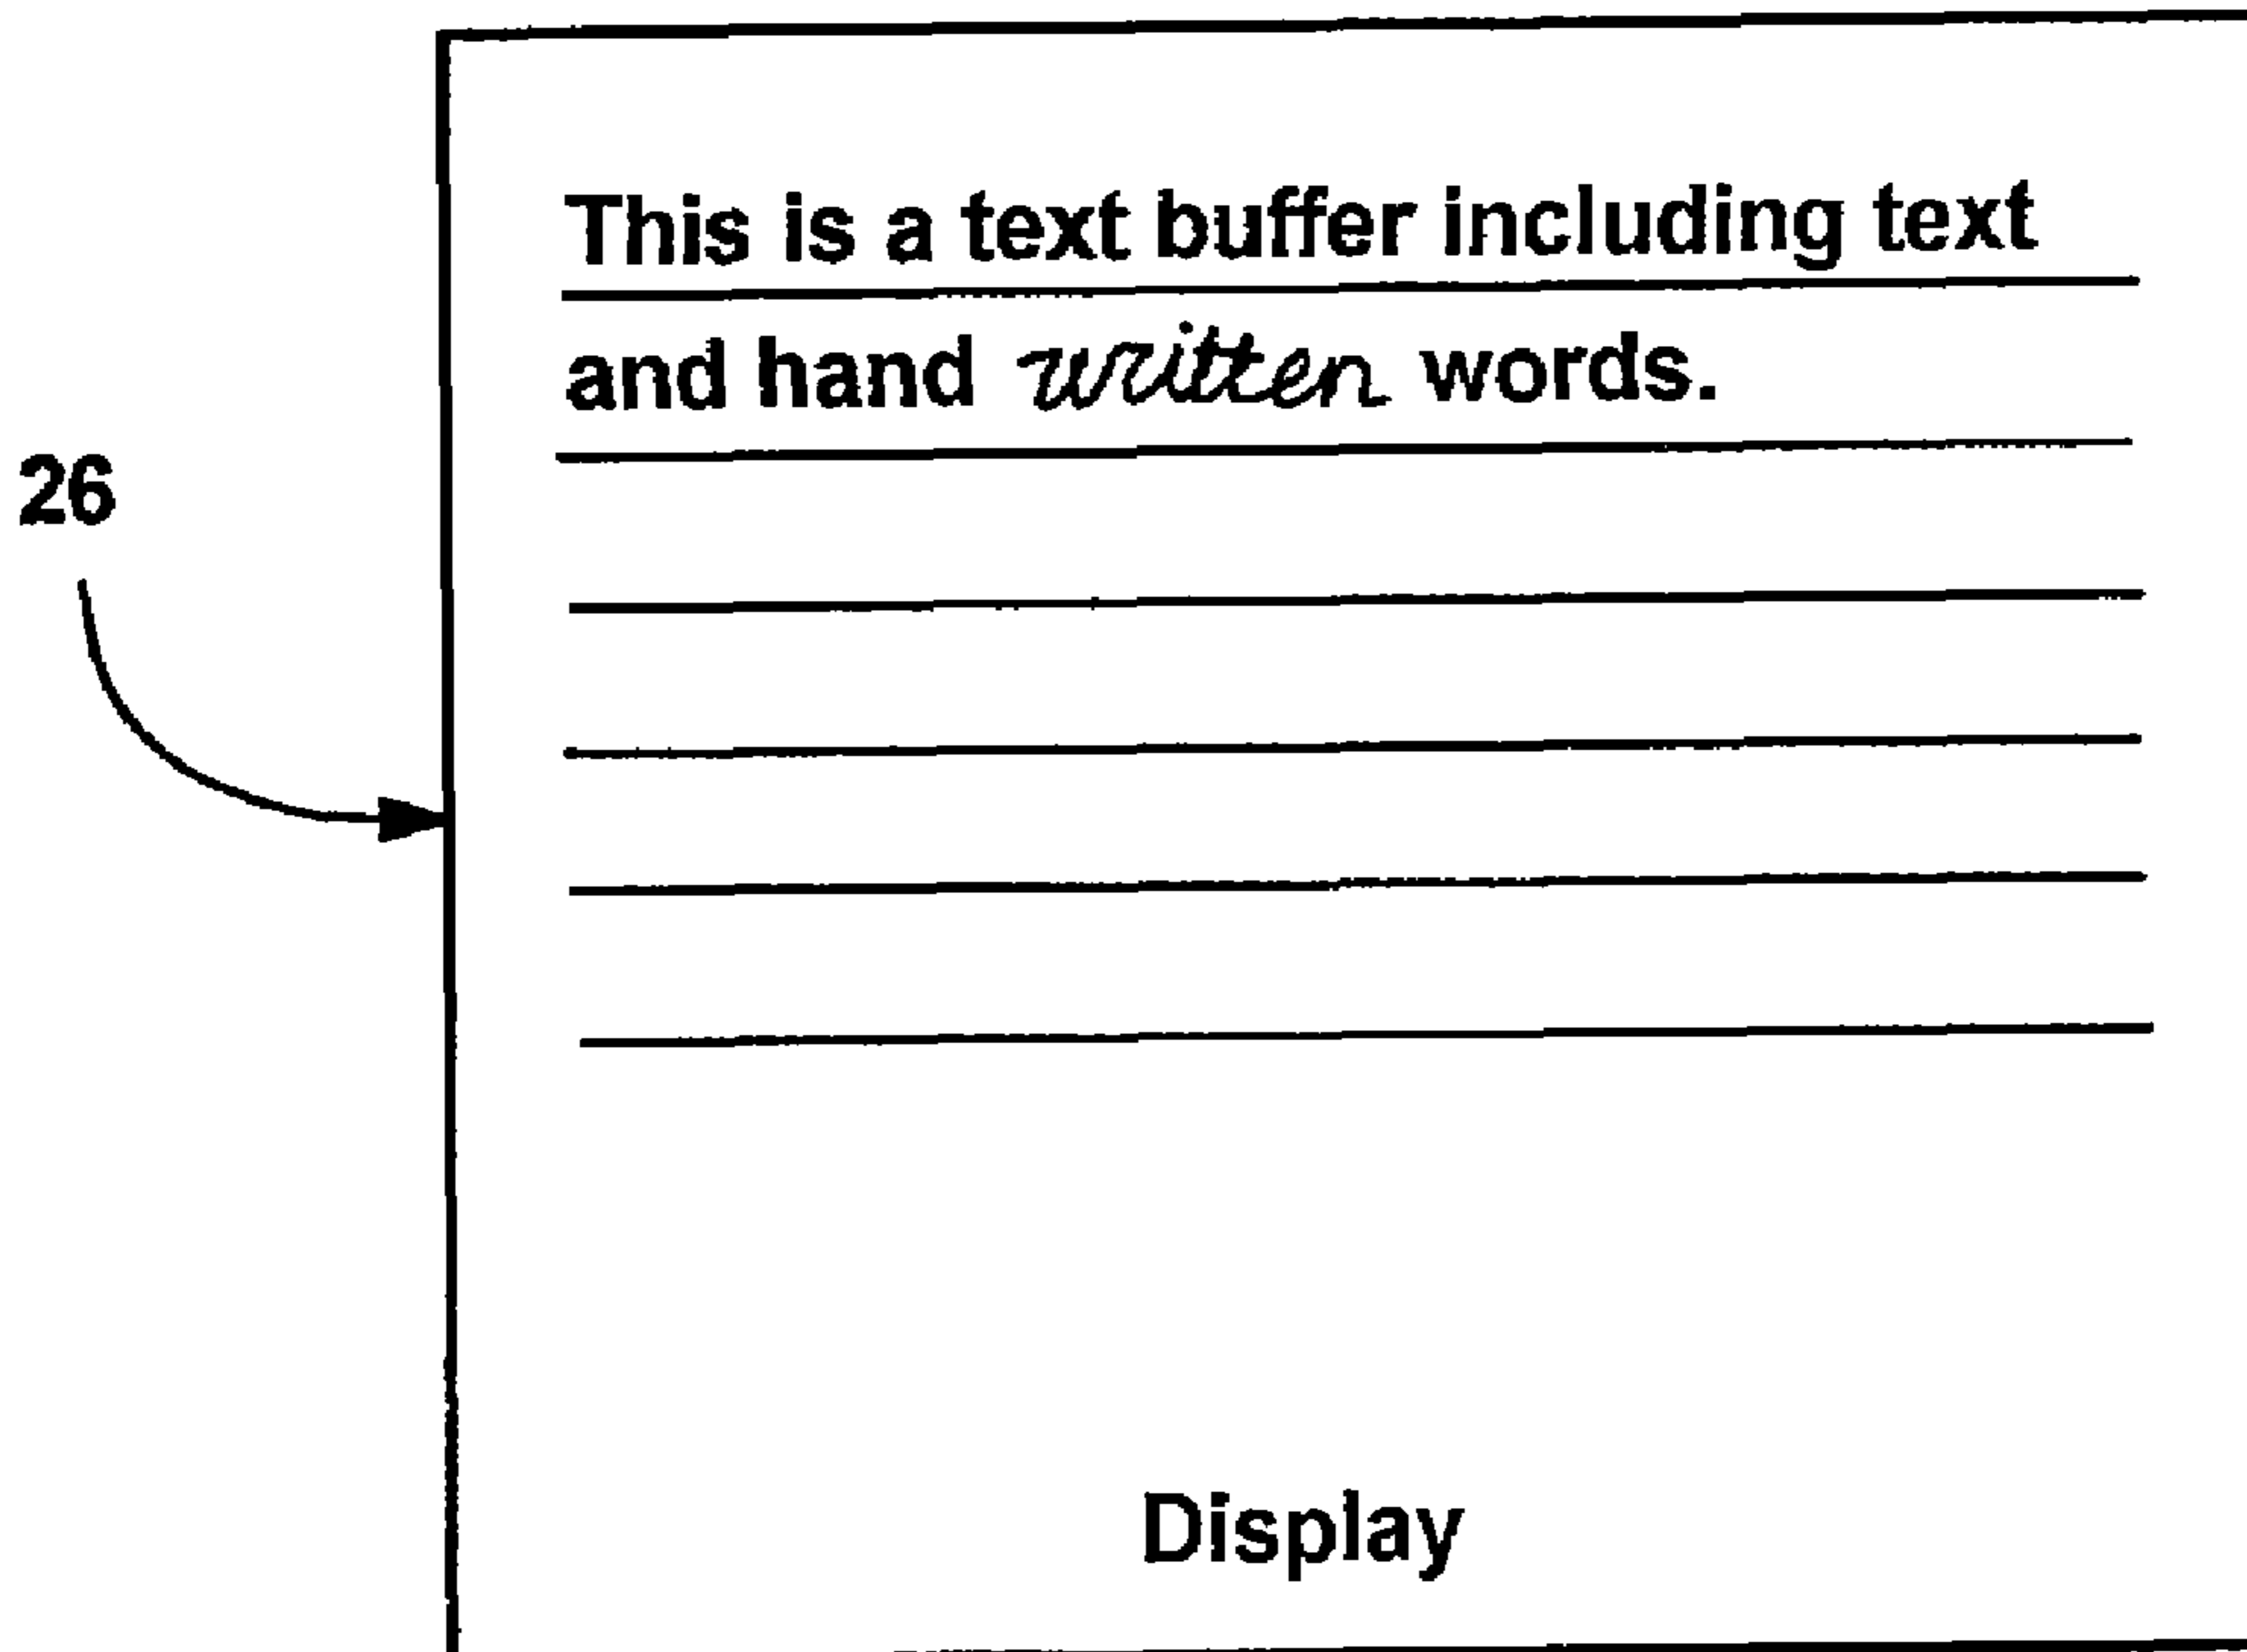 This is a text buffer including text
and hand written words.
26
Display